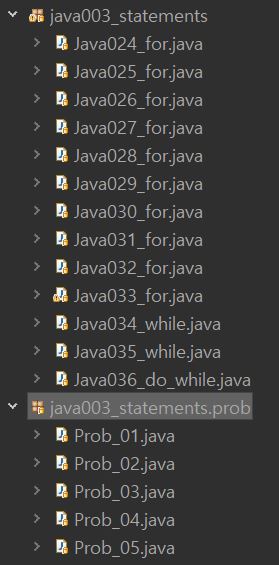 java003_statements
Java024_for.java
Java025_for.java
Java026_for.java
Java027_for.java
Java028_for.java
Java029_for.java
Java030_for.java
Java031_for.java
Java032_for.java
Java033_for.java
Java034_while.java
Java035_while.java
Java036_do_while.java
java003_statements.prob
Prob_01.java
Prob_02.java
Prob_03.java
Prob_04.java
Prob_05.java